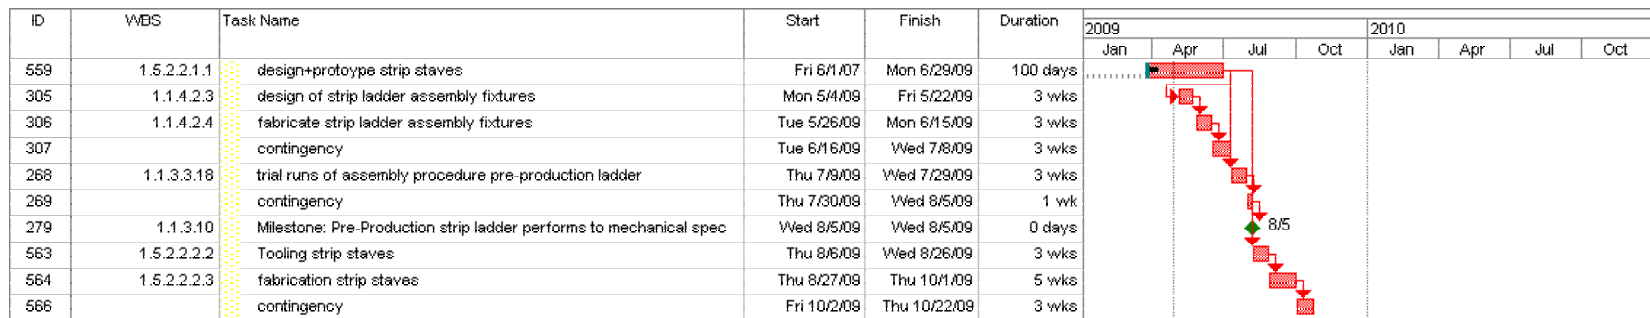 ID WBS Task Name Start Finish Duration
2009 2010
Jan Apr Jul Oct Jan Apr Jul Oct
559 1.5.2.2.1.1 design+protoype strip staves Fri 6/1/07 Mon 6/29/09 100 days
305 1.1.4.2.3 design of strip ladder assembly fixtures Mon 5/4/09 Fri 5/22/09 3 wks
306 1.1.4.2.4 fabricate strip ladder assembly fixtures Tue 5/26/09 Mon 6/15/09 3 wks
307 contingency Tue 6/16/09 Wed 7/8/09 3 wks
268 1.1.3.3.18 trial runs of assembly procedure pre-production ladder Thu 7/9/09 Wed 7/29/09 3 wks
269 contingency Thu 7/30/09 Wed 8/5/09 1 wk
279 1.1.3.10 Milestone: Pre-Production strip ladder performs to mechanical spec Wed 8/5/09 Wed 8/5/09 0 days 8/5
563 1.5.2.2.2.2 Tooling strip staves Thu 8/6/09 Wed 8/26/09 3 wks
564 1.5.2.2.2.3 fabrication strip staves Thu 8/27/09 Thu 10/1/09 5 wks
566 contingency Fri 10/2/09 Thu 10/22/09 3 wks